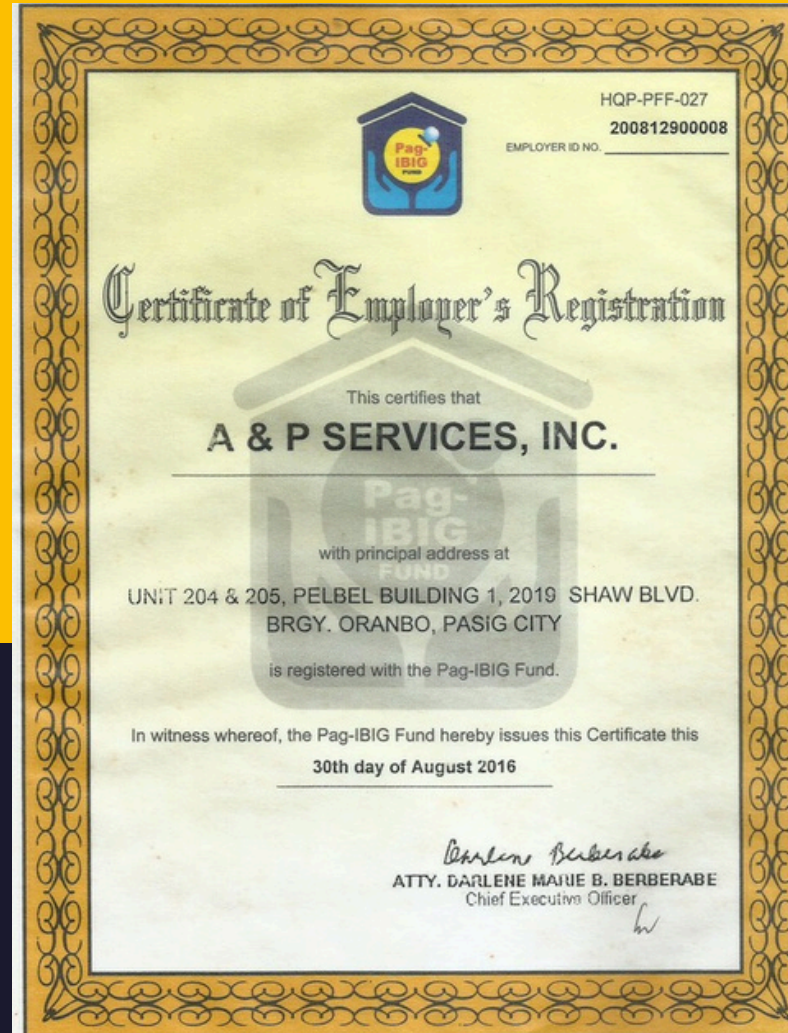 HQP-PFF-027
200812900008
EMPLOYER ID NO.
Pag-
IBIG
FUND
Certificate of Employer's Registration
This certifies that
A & P SERVICES, INC.
Pag-
IBIG
FUND
with principal address at
UNIT 204 & 205, PELBEL BUILDING 1, 2019 SHAW BLVD.
BRGY. ORANBO, PASIG CITY
is registered with the Pag-IBIG Fund.
In witness whereof, the Pag-IBIG Fund hereby issues this Certificate this
30th day of August 2016
Darlene Berberabe
ATTY. DARLENE MARIE B. BERBERABE
Chief Executive Officer